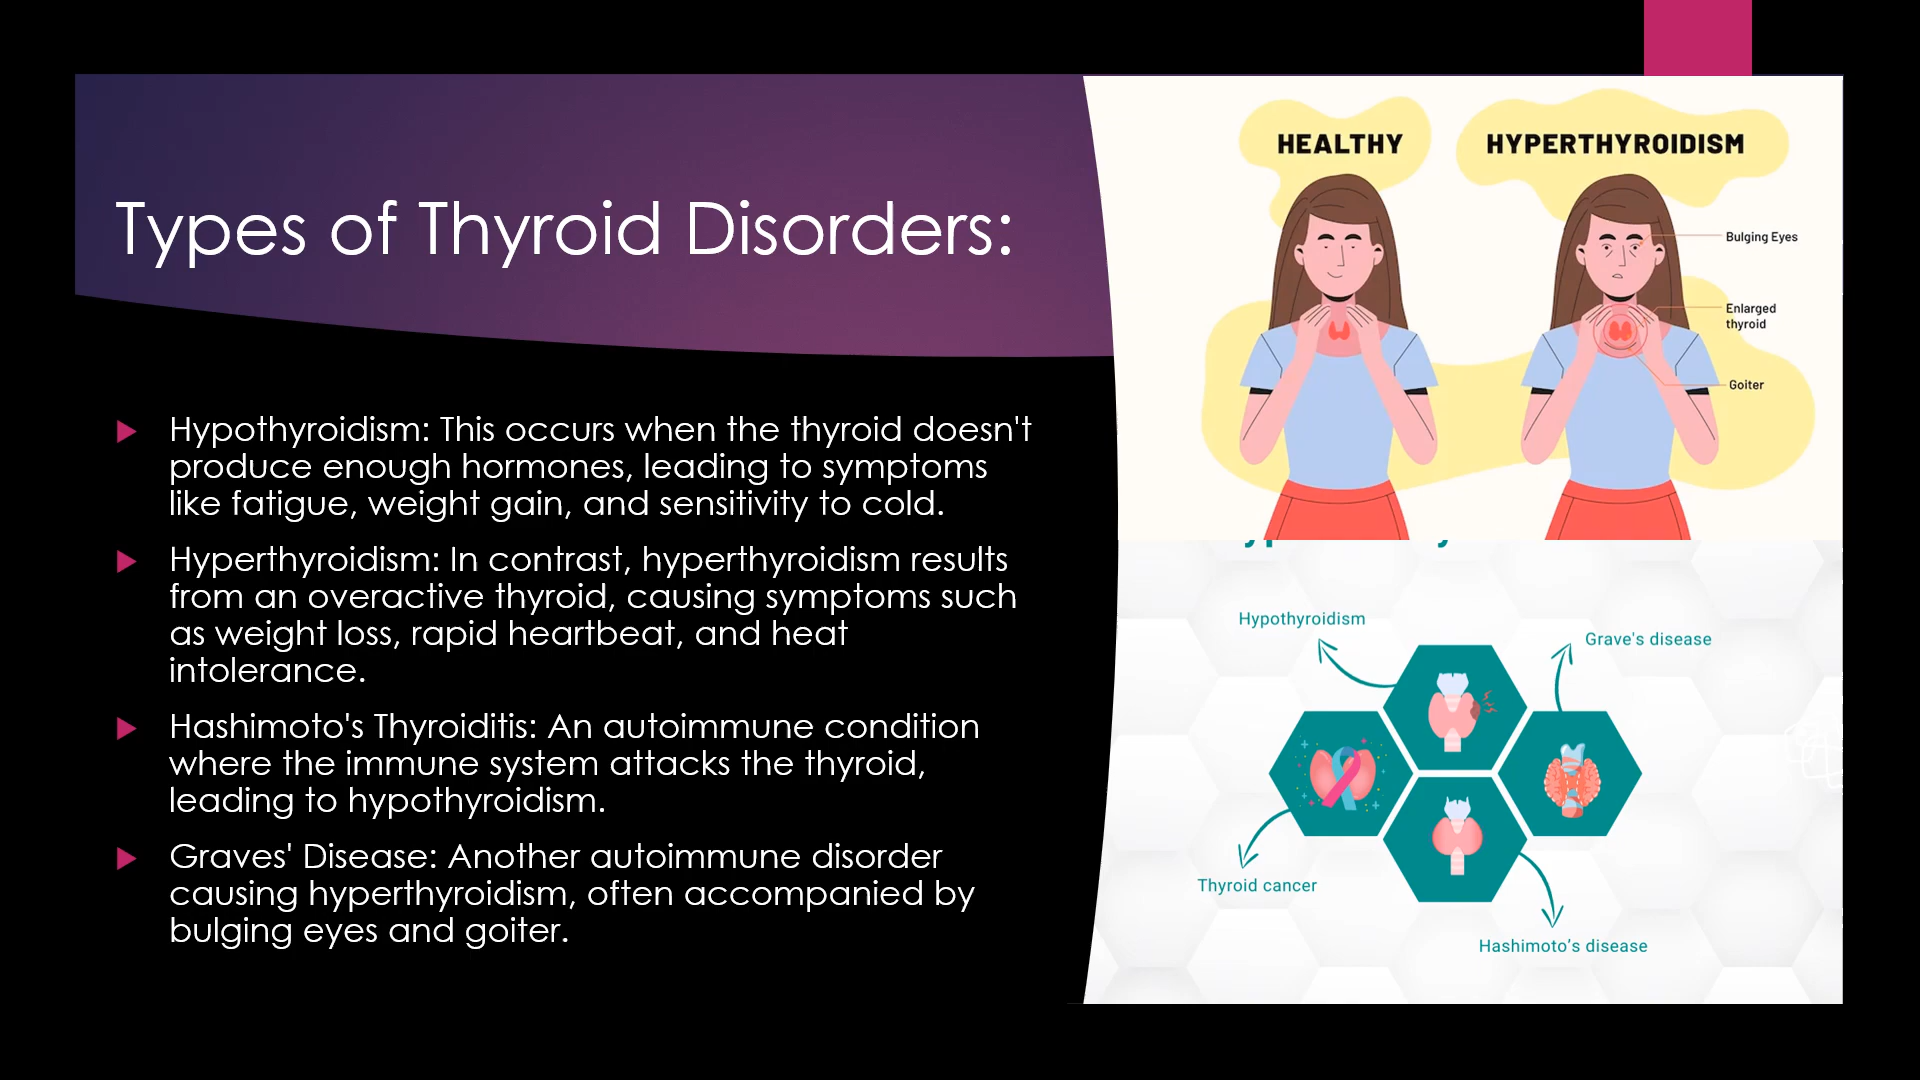 Types of Thyroid Disorders:
Hypothyroidism: This occurs when the thyroid doesn't
produce enough hormones, leading to symptoms
like fatigue, weight gain, and sensitivity to cold.
Hyperthyroidism: In contrast, hyperthyroidism results
from an overactive thyroid, causing symptoms such
as weight loss, rapid heartbeat, and heat
intolerance.
Hashimoto's Thyroiditis: An autoimmune condition
where the immune system attacks the thyroid,
leading to hypothyroidism.
Graves' Disease: Another autoimmune disorder
causing hyperthyroidism, often accompanied by
bulging eyes and goiter.
HEALTHY
HYPERTHYROIDISM
Bulging Eyes
Enlarged
thyroid
Goiter
Hypothyroidism
Grave's disease
Thyroid cancer
Hashimoto's disease